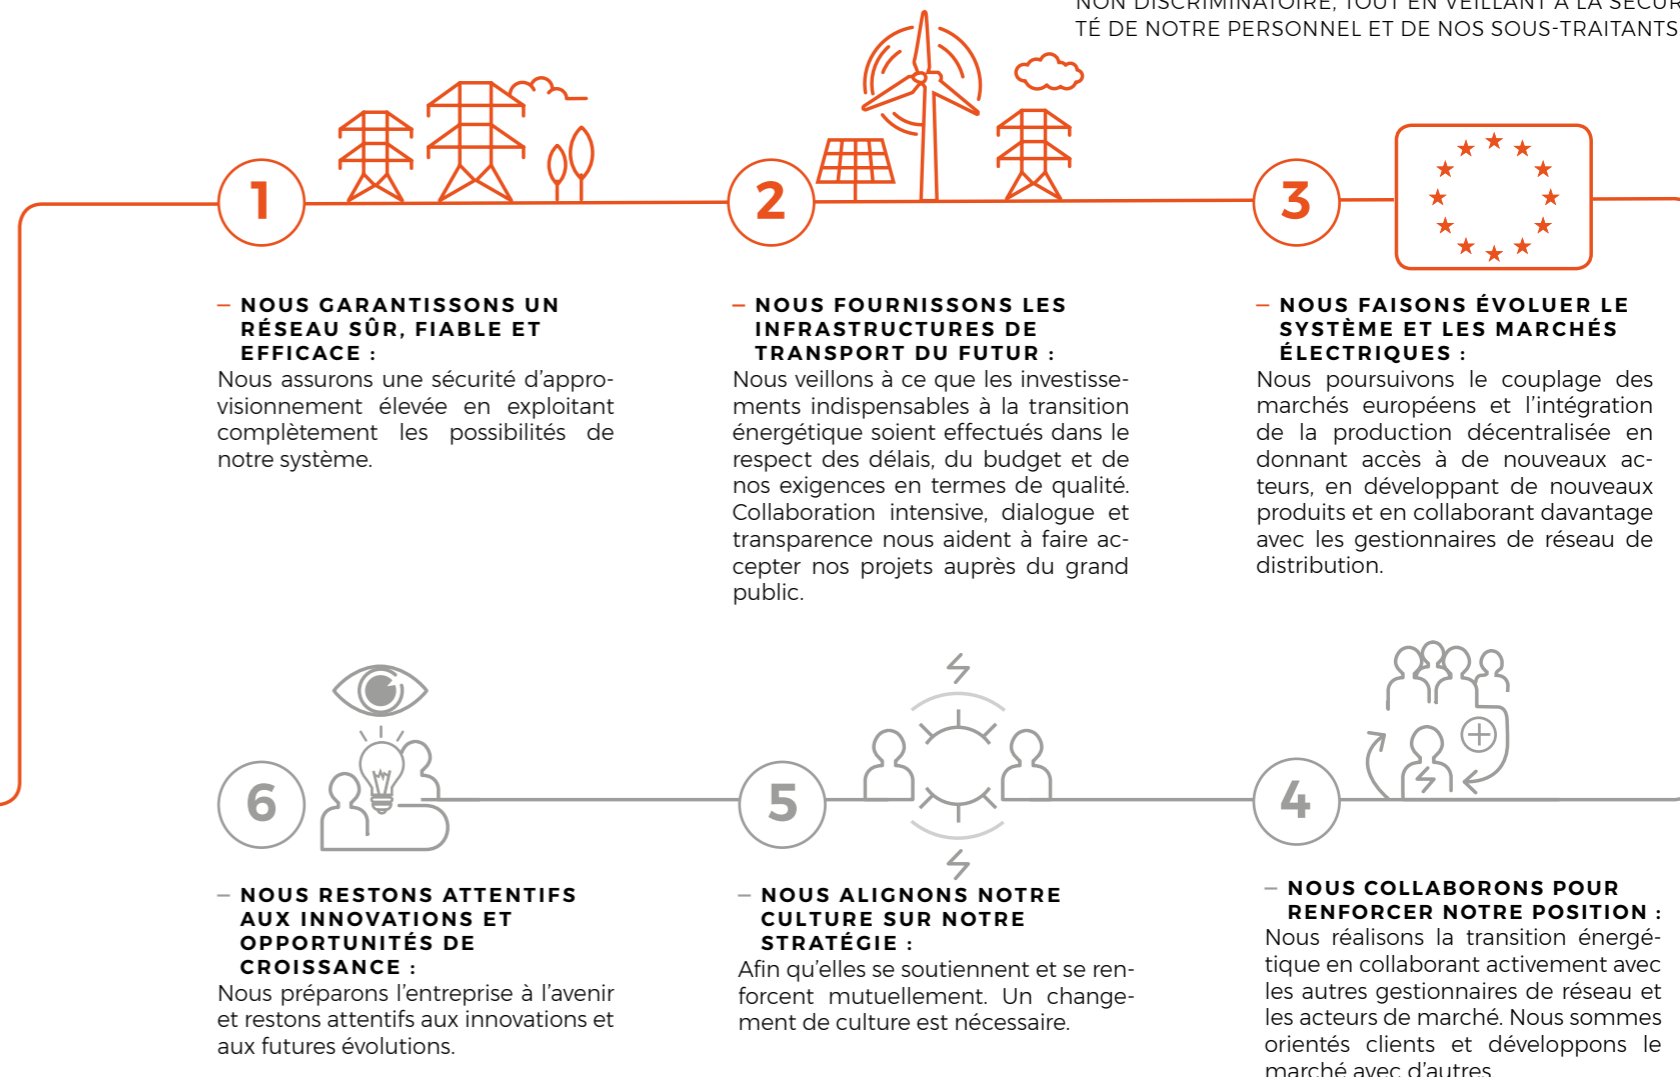 NON DISCRIMINATOIRE, TOUT EN VEILLANT À LA SÉCUR
TÉ DE NOTRE PERSONNEL ET DE NOS SOUS-TRAITANTS
1
2
3
— NOUS GARANTISSONS UN
RÉSEAU SÛR, FIABLE ET
EFFICACE :
Nous assurons une sécurité d’appro-
visionnement élevée en exploitant
complètement les possibilités de
notre système.
— NOUS FOURNISSONS LES
INFRASTRUCTURES DE
TRANSPORT DU FUTUR :
Nous veillons à ce que les investisse-
ments indispensables à la transition
énergétique soient effectués dans le
respect des délais, du budget et de
nos exigences en termes de qualité.
Collaboration intensive, dialogue et
transparence nous aident à faire ac-
cepter nos projets auprès du grand
public.
— NOUS FAISONS ÉVOLUER LE
SYSTÈME ET LES MARCHÉS
ÉLECTRIQUES :
Nous poursuivons le couplage des
marchés européens et l’intégration
de la production décentralisée en
donnant accès à de nouveaux ac-
teurs, en développant de nouveaux
produits et en collaborant davantage
avec les gestionnaires de réseau de
distribution.
6
5
4
— NOUS RESTONS ATTENTIFS
AUX INNOVATIONS ET
OPPORTUNITÉS DE
CROISSANCE :
Nous préparons l’entreprise à l’avenir
et restons attentifs aux innovations et
aux futures évolutions.
— NOUS ALIGNONS NOTRE
CULTURE SUR NOTRE
STRATÉGIE :
Afin qu’elles se soutiennent et se ren-
forcent mutuellement. Un change-
ment de culture est nécessaire.
— NOUS COLLABORONS POUR
RENFORCER NOTRE POSITION :
Nous réalisons la transition énergé-
tique en collaborant activement avec
les autres gestionnaires de réseau et
les acteurs de marché. Nous sommes
orientés clients et développons le
marché avec d’autres.